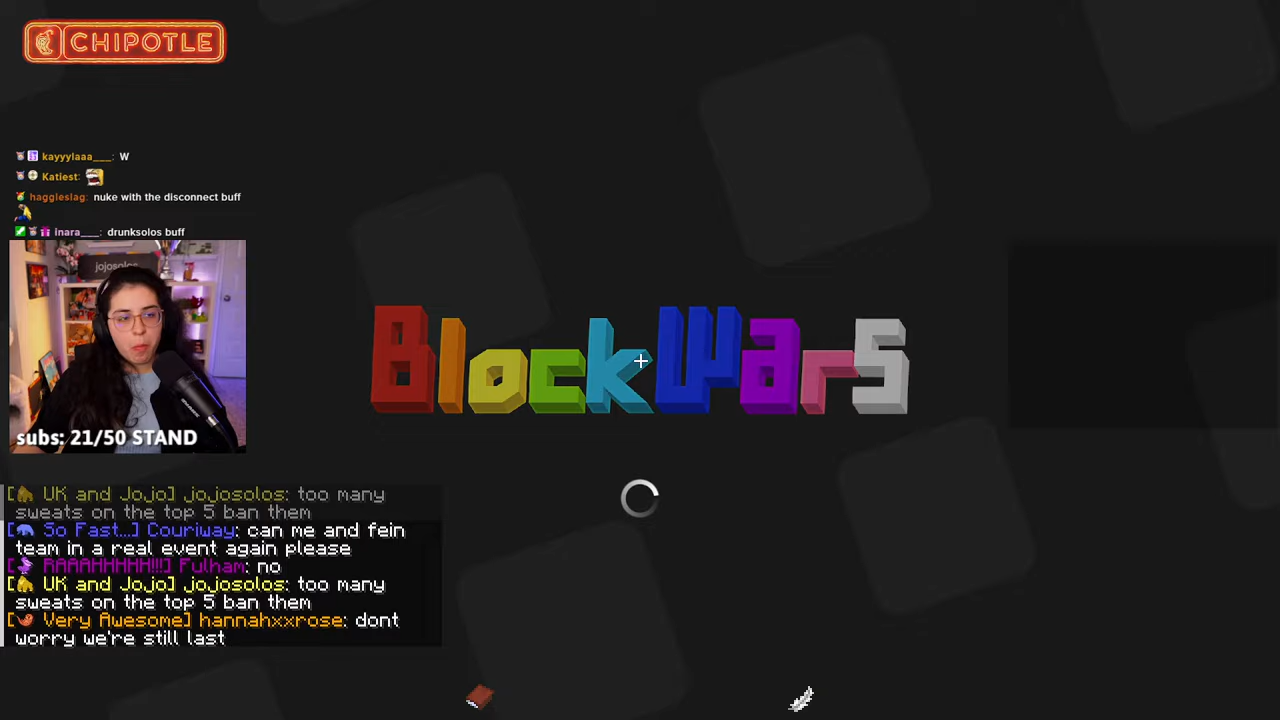 CHIPOTLE
kayyylaaa___: W
Katiest:
haggleslag: nuke with the disconnect buff
inara___: drunksolos buff
jojosolos
subs: 21/50 STAND
BlockWars
[ UK and Jojo] jojosolos: too many
sweats on the top 5 ban them
[ So Fast...] Couriway: can me and fein
team in a real event again please
[ RAAAHHHHH!!!] Fulham: no
[ UK and Jojo] jojosolos: too many
sweats on the top 5 ban them
[ Very Awesome] hannahxxrose: dont
worry we're still last